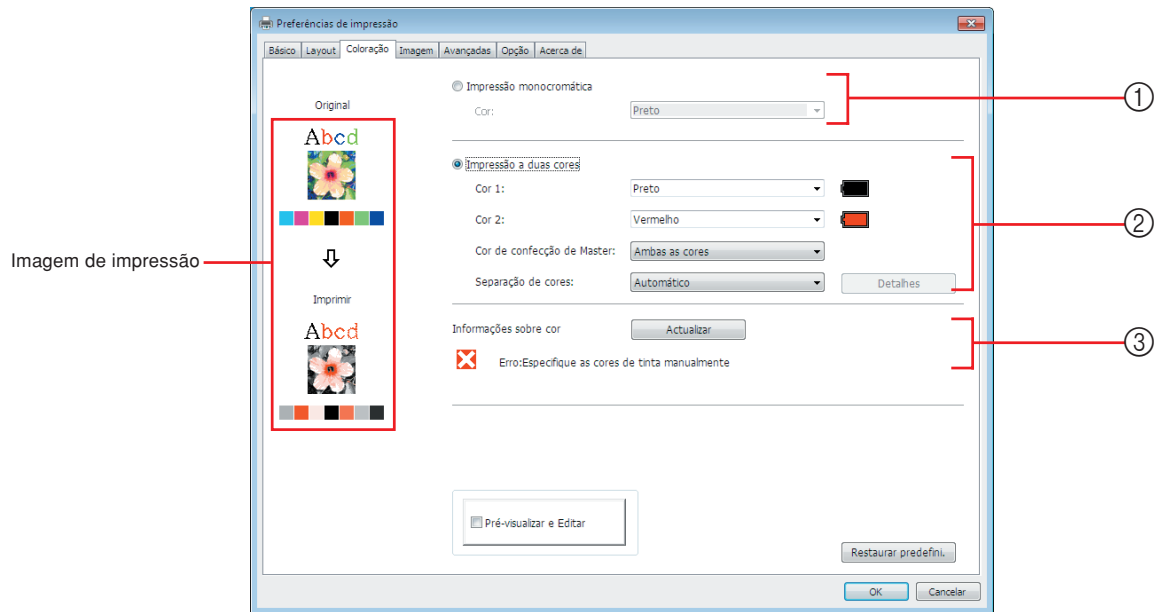 Preferências de impressão
Básico Layout Coloração Imagem Avançadas Opção Acerca de
Impressão monocromática
Cor: Preto
①
Original
Abcd
Impressão a duas cores
Cor 1: Preto
Cor 2: Vermelho
②
Cor de confecção de Master: Ambas as cores
Separação de cores: Automático Detalhes
Imagem de impressão
Imprimir
Abcd
Informações sobre cor Actualizar
③
Erro:Especifique as cores de tinta manualmente
Pré-visualizar e Editar
Restaurar predefini.
OK Cancelar